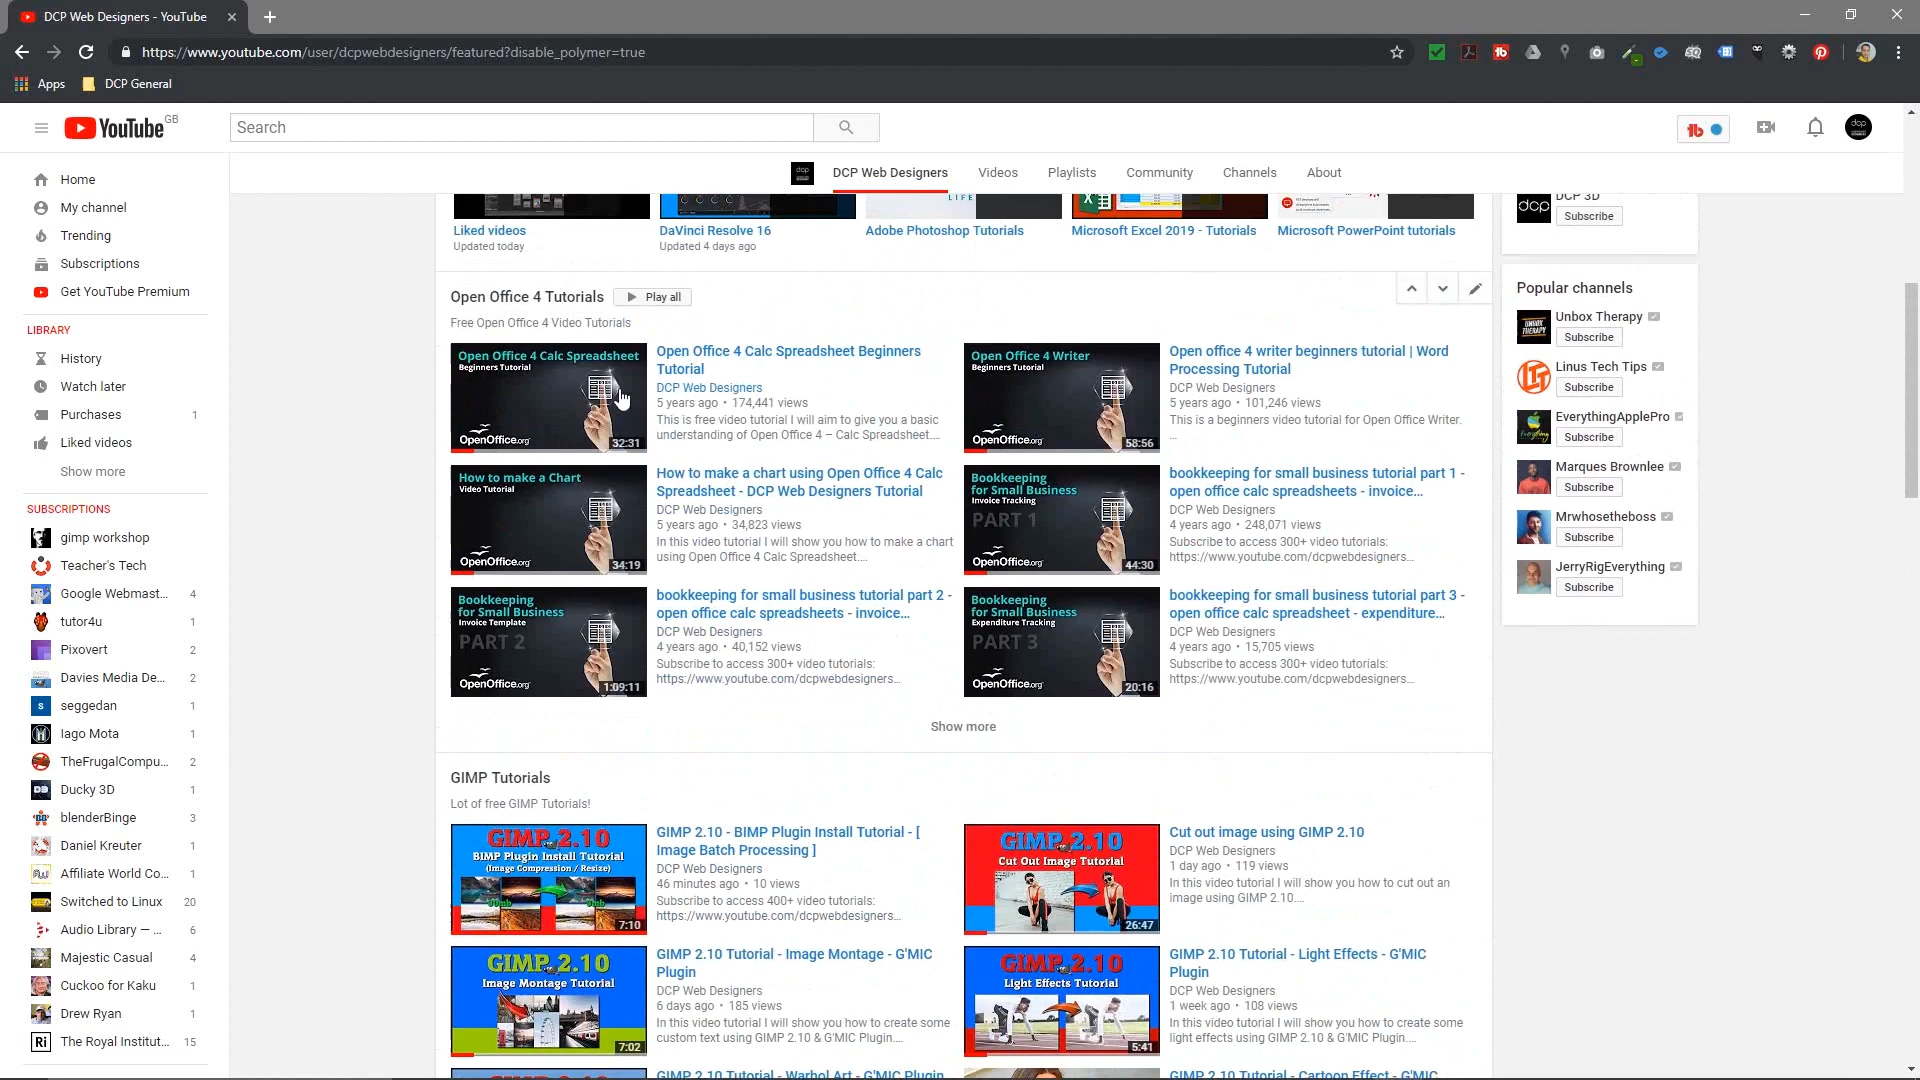 DCP Web Designers - YouTube
https://www.youtube.com/user/dcpwebdesigners/featured?disable_polymer=true
Apps
DCP General
YouTube GB
Search
Home
My channel
Trending
Subscriptions
Get YouTube Premium
LIBRARY
History
Watch later
Purchases 1
Liked videos
Show more
SUBSCRIPTIONS
gimp workshop
Teacher's Tech
Google Webmast... 4
tutor4u 1
Pixovert 2
Davies Media De... 2
seggedan 1
Iago Mota 1
TheFrugalCompu... 2
Ducky 3D 1
blenderBinge 3
Daniel Kreuter 1
Affiliate World Co... 1
Switched to Linux 20
Audio Library — ... 6
Majestic Casual 4
Cuckoo for Kaku 1
Drew Ryan 1
The Royal Institut... 15
DCP Web Designers
Videos
Playlists
Community
Channels
About
LIFE
Liked videos
Updated today
DaVinci Resolve 16
Updated 4 days ago
Adobe Photoshop Tutorials
Microsoft Excel 2019 - Tutorials
Microsoft PowerPoint tutorials
Open Office 4 Tutorials
Play all
Free Open Office 4 Video Tutorials
Open Office 4 Calc Spreadsheet
Beginners Tutorial
OpenOffice.org
32:31
Open Office 4 Calc Spreadsheet Beginners
Tutorial
DCP Web Designers
5 years ago • 174,441 views
This is free video tutorial I will aim to give you a basic
understanding of Open Office 4 – Calc Spreadsheet....
Open Office 4 Writer
Beginners Tutorial
OpenOffice.org
58:56
Open office 4 writer beginners tutorial | Word
Processing Tutorial
DCP Web Designers
5 years ago • 101,246 views
This is a beginners video tutorial for Open Office Writer.
...
How to make a Chart
Video Tutorial
OpenOffice.org
34:19
How to make a chart using Open Office 4 Calc
Spreadsheet - DCP Web Designers Tutorial
DCP Web Designers
5 years ago • 34,823 views
In this video tutorial I will show you how to make a chart
using Open Office 4 Calc Spreadsheet....
Bookkeeping
for Small Business
Invoice Tracking
PART 1
OpenOffice.org
44:30
bookkeeping for small business tutorial part 1 -
open office calc spreadsheets - invoice...
DCP Web Designers
4 years ago • 248,071 views
Subscribe to access 300+ video tutorials:
https://www.youtube.com/dcpwebdesigners...
Bookkeeping
for Small Business
Invoice Template
PART 2
OpenOffice.org
1:09:11
bookkeeping for small business tutorial part 2 -
open office calc spreadsheets - invoice...
DCP Web Designers
4 years ago • 40,152 views
Subscribe to access 300+ video tutorials:
https://www.youtube.com/dcpwebdesigners...
Bookkeeping
for Small Business
Expenditure Tracking
PART 3
OpenOffice.org
20:16
bookkeeping for small business tutorial part 3 -
open office calc spreadsheet - expenditure...
DCP Web Designers
4 years ago • 15,705 views
Subscribe to access 300+ video tutorials:
https://www.youtube.com/dcpwebdesigners...
Show more
GIMP Tutorials
Lot of free GIMP Tutorials!
GIMP 2.10
BIMP Plugin Install Tutorial
(Image Compression / Resize)
7:10
GIMP 2.10 - BIMP Plugin Install Tutorial - [
Image Batch Processing ]
DCP Web Designers
46 minutes ago • 10 views
Subscribe to access 400+ video tutorials:
https://www.youtube.com/dcpwebdesigners...
GIMP 2.10
Cut Out Image Tutorial
26:47
Cut out image using GIMP 2.10
DCP Web Designers
1 day ago • 119 views
In this video tutorial I will show you how to cut out an
image using GIMP 2.10....
GIMP 2.10
Image Montage Tutorial
7:02
GIMP 2.10 Tutorial - Image Montage - G'MIC
Plugin
DCP Web Designers
6 days ago • 185 views
In this video tutorial I will show you how to create some
custom text using GIMP 2.10 & G'MIC Plugin....
GIMP 2.10
Light Effects Tutorial
5:41
GIMP 2.10 Tutorial - Light Effects - G'MIC
Plugin
DCP Web Designers
1 week ago • 108 views
In this video tutorial I will show you how to create some
light effects using GIMP 2.10 & G'MIC Plugin....
GIMP 2.10 Tutorial - Warhol Art - G'MIC Plugin
GIMP 2.10 Tutorial - Cartoon Effect - G'MIC
dcp
DCP 3D
Subscribe
Popular channels
Unbox Therapy
Subscribe
Linus Tech Tips
Subscribe
EverythingApplePro
Subscribe
Marques Brownlee
Subscribe
Mrwhosetheboss
Subscribe
JerryRigEverything
Subscribe